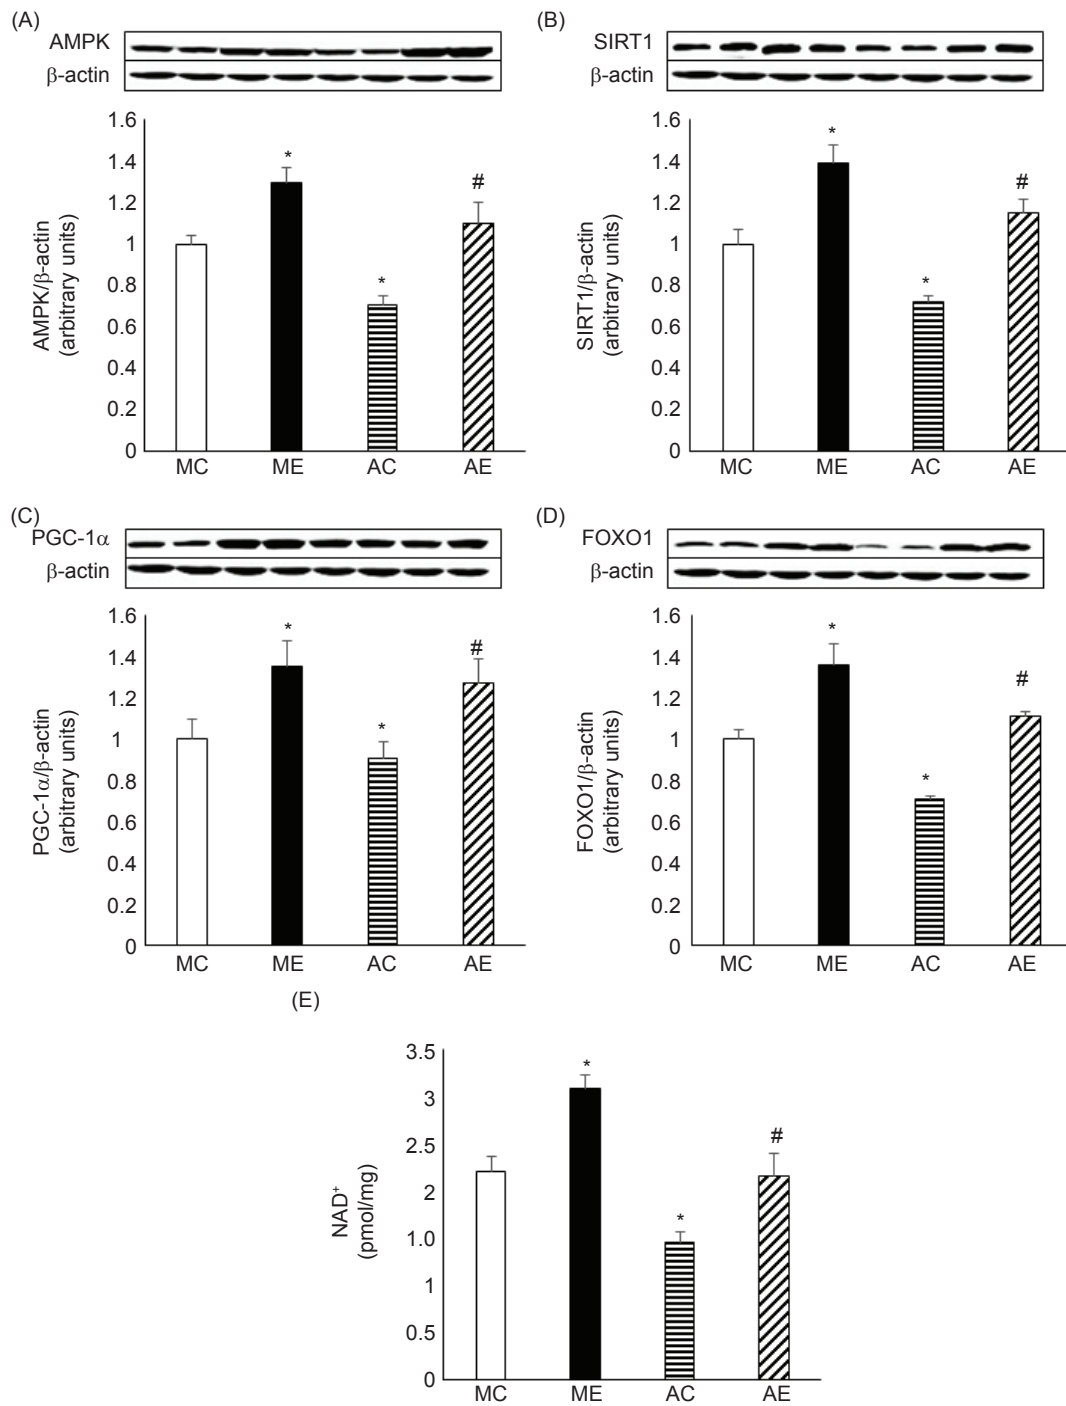 (A)
AMPK
β-actin
1.6
1.4
1.2
1
0.8
0.6
0.4
0.2
0
AMPK/β-actin
(arbitrary units)
*
*
#
MC ME AC AE
(B)
SIRT1
β-actin
1.6
1.4
1.2
1
0.8
0.6
0.4
0.2
0
SIRT1/β-actin
(arbitrary units)
*
*
#
MC ME AC AE
(C)
PGC-1α
β-actin
1.6
1.4
1.2
1
0.8
0.6
0.4
0.2
0
PGC-1α/β-actin
(arbitrary units)
*
*
#
MC ME AC AE
(D)
FOXO1
β-actin
1.6
1.4
1.2
1
0.8
0.6
0.4
0.2
0
FOXO1/β-actin
(arbitrary units)
*
*
#
MC ME AC AE
(E)
3.5
3
2.5
2
1.0
1
0.5
0
NAD⁺
(pmol/mg)
*
*
#
MC ME AC AE